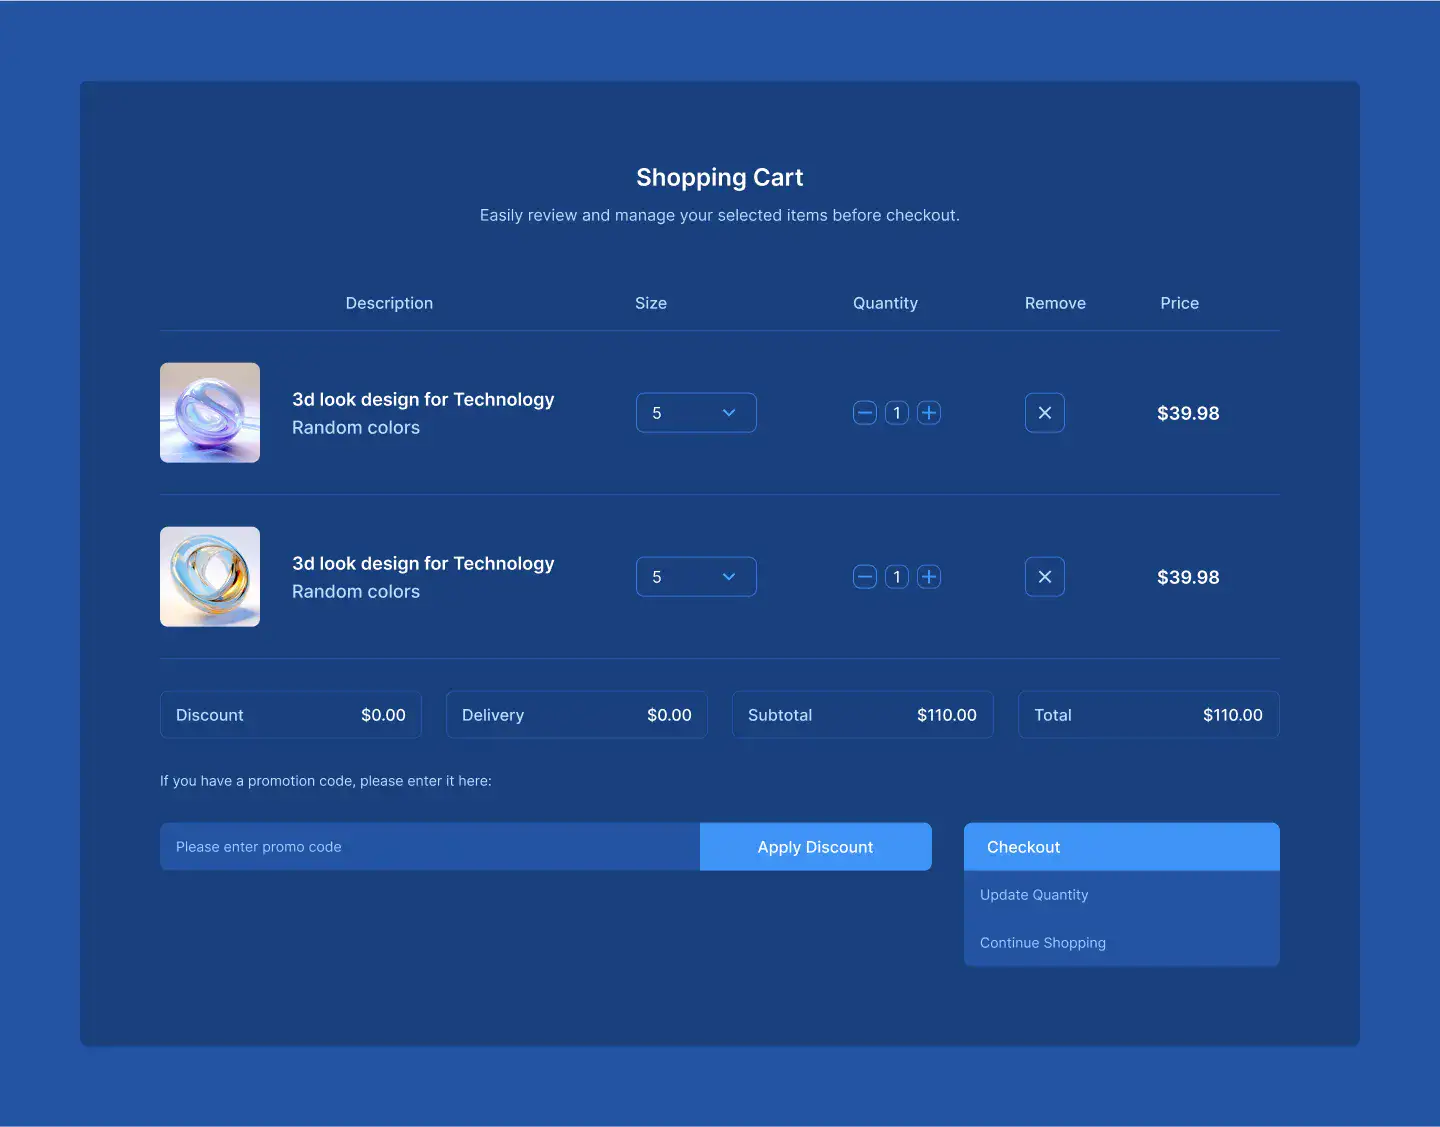 Shopping Cart
Easily review and manage your selected items before checkout.
Description Size Quantity Remove Price
3d look design for Technology
Random colors
5 1 $39.98
3d look design for Technology
Random colors
5 1 $39.98
Discount $0.00 Delivery $0.00 Subtotal $110.00 Total $110.00
If you have a promotion code, please enter it here:
Please enter promo code Apply Discount Checkout
Update Quantity
Continue Shopping